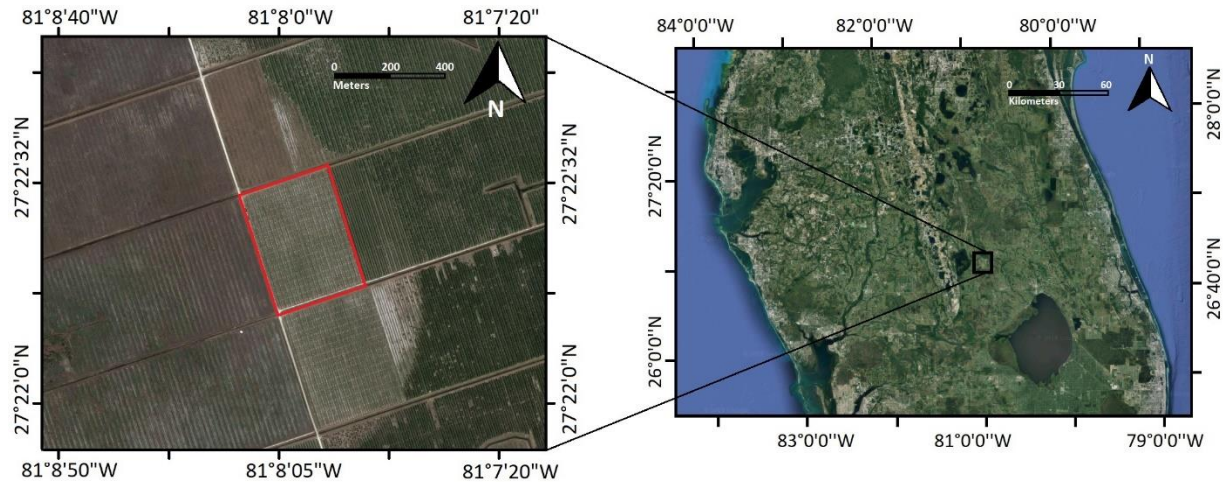 81°8'40"W 81°8'0"W 81°7'20"
27°22'32"N
27°22'0"N
0 200 400
Meters
N
27°22'32"N
27°22'0"N
81°8'50"W 81°8'05"W 81°7'20"W
84°0'0"W 82°0'0"W 80°0'0"W
27°20'0''N
26°0'0''N
0 30 60
Kilometers
N
28°0'0''N
26°40'0''N
83°0'0"W 81°0'0"W 79°0'0"W